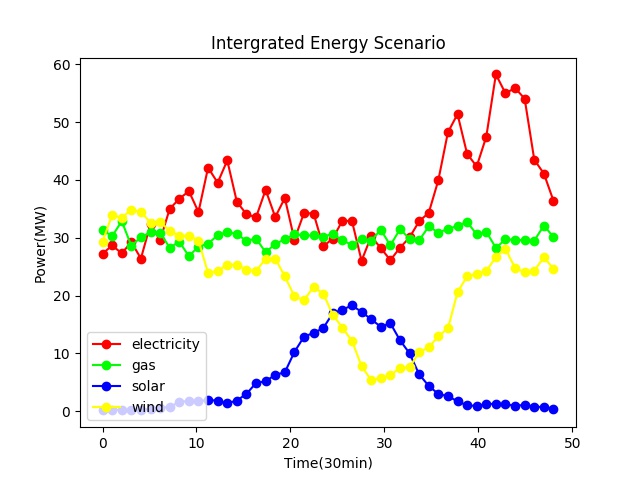 Intergrated Energy Scenario
Power(MW)
60
50
40
30
20
10
0
electricity
gas
solar
wind
0 10 20 30 40 50
Time(30min)